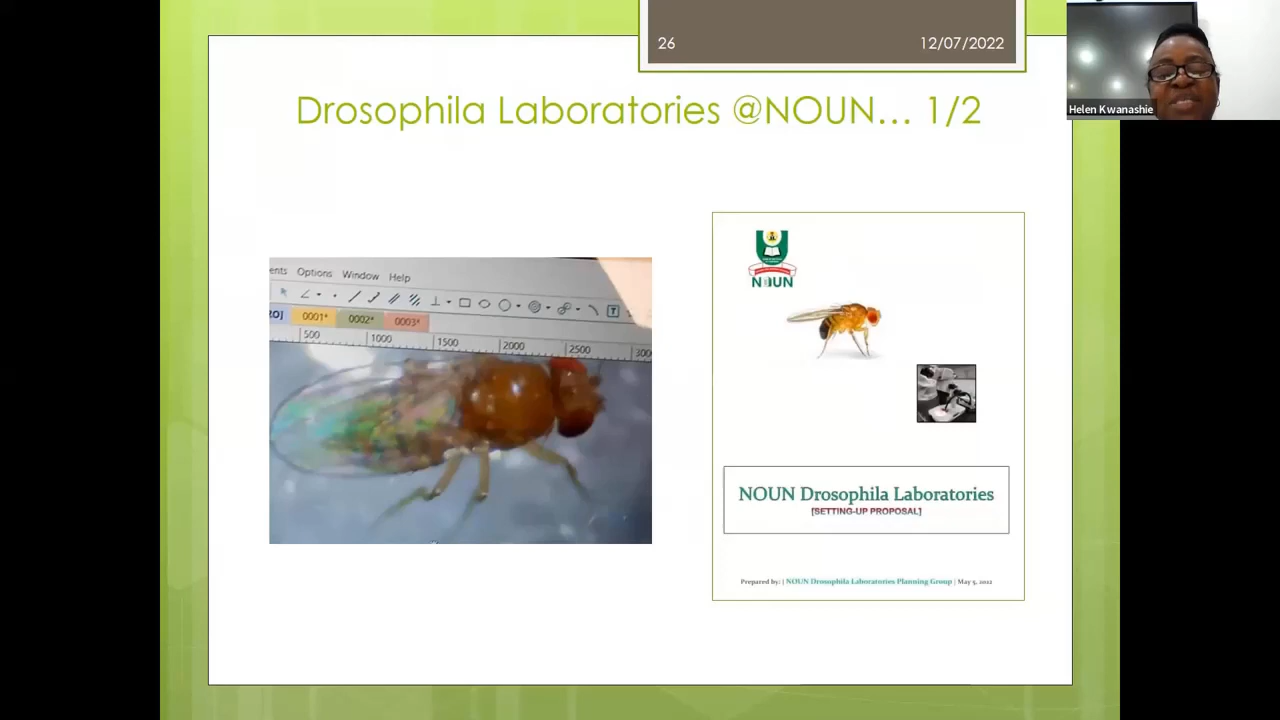 26
12/07/2022
Helen Kwanashie
Drosophila Laboratories @NOUN... 1/2
Options Window Help
0001* 0002* 0003*
500 1000 1500 2000 2500
NOUN
NOUN Drosophila Laboratories
[SETTING-UP PROPOSAL]
Prepared by: | NOUN Drosophila Laboratories Planning Group | May 5, 2022